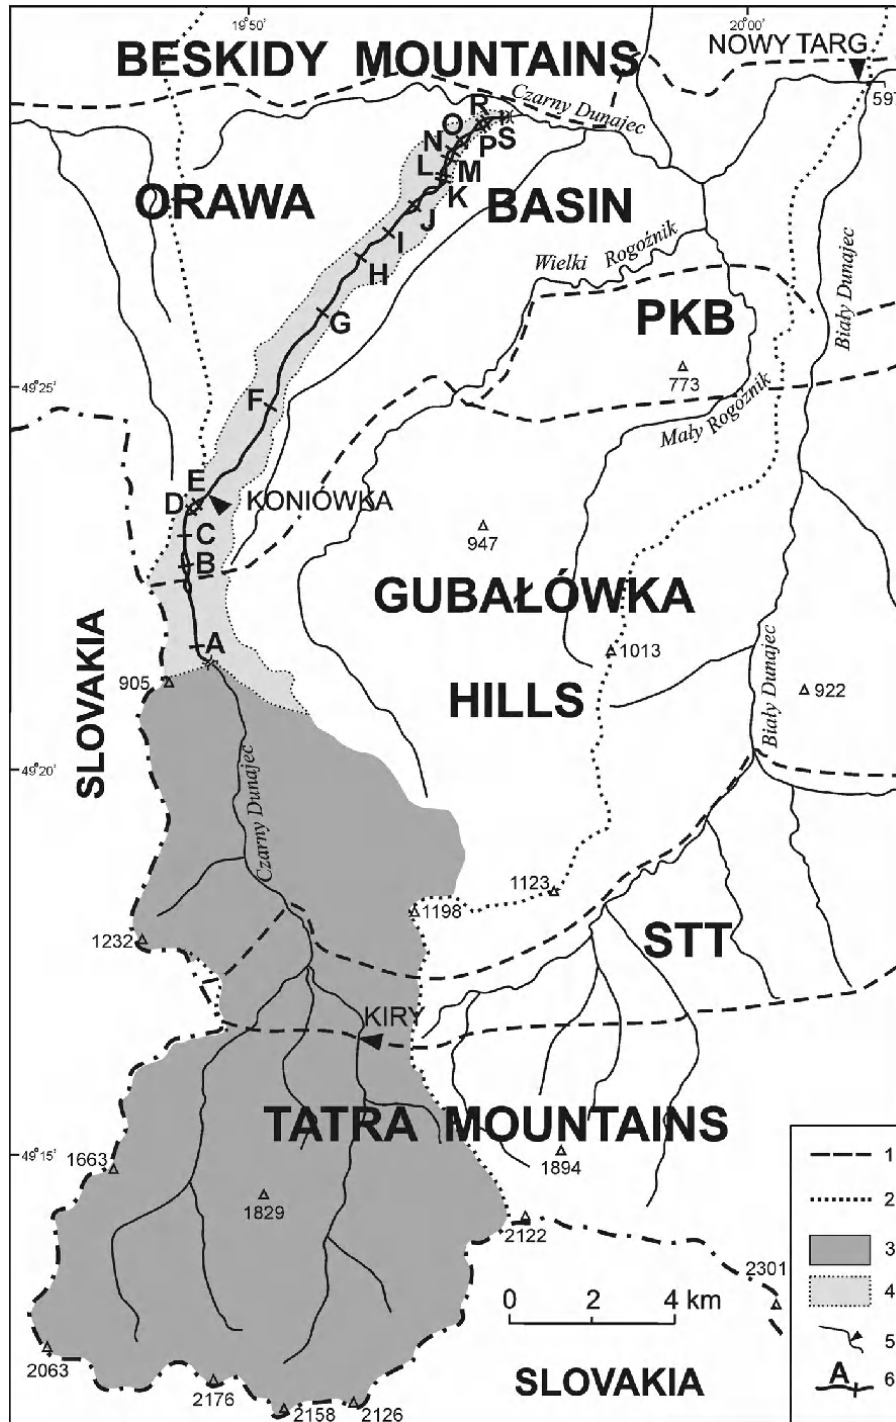 19°50'
20°00'
BESKIDY MOUNTAINS
NOWY TARG
597
Czarny Dunajec
R
O
S
P
N
L
M
K
ORAWA
BASIN
J
I
H
Wielki Rogoźnik
Biały Dunajec
G
PKB
773
49°25'
F
Mały Rogoźnik
E
KONIÓWKA
D
C
947
B
GUBAŁÓWKA
SLOVAKIA
A
1013
905
HILLS
922
Biały Dunajec
49°20'
Czarny Dunajec
1123
1198
1232
STT
KIRY
TATRA MOUNTAINS
49°15'
1663
1894
1829
2122
2301
0 2 4 km
2063
2176
2158
2126
SLOVAKIA
1
2
3
4
5
A 6